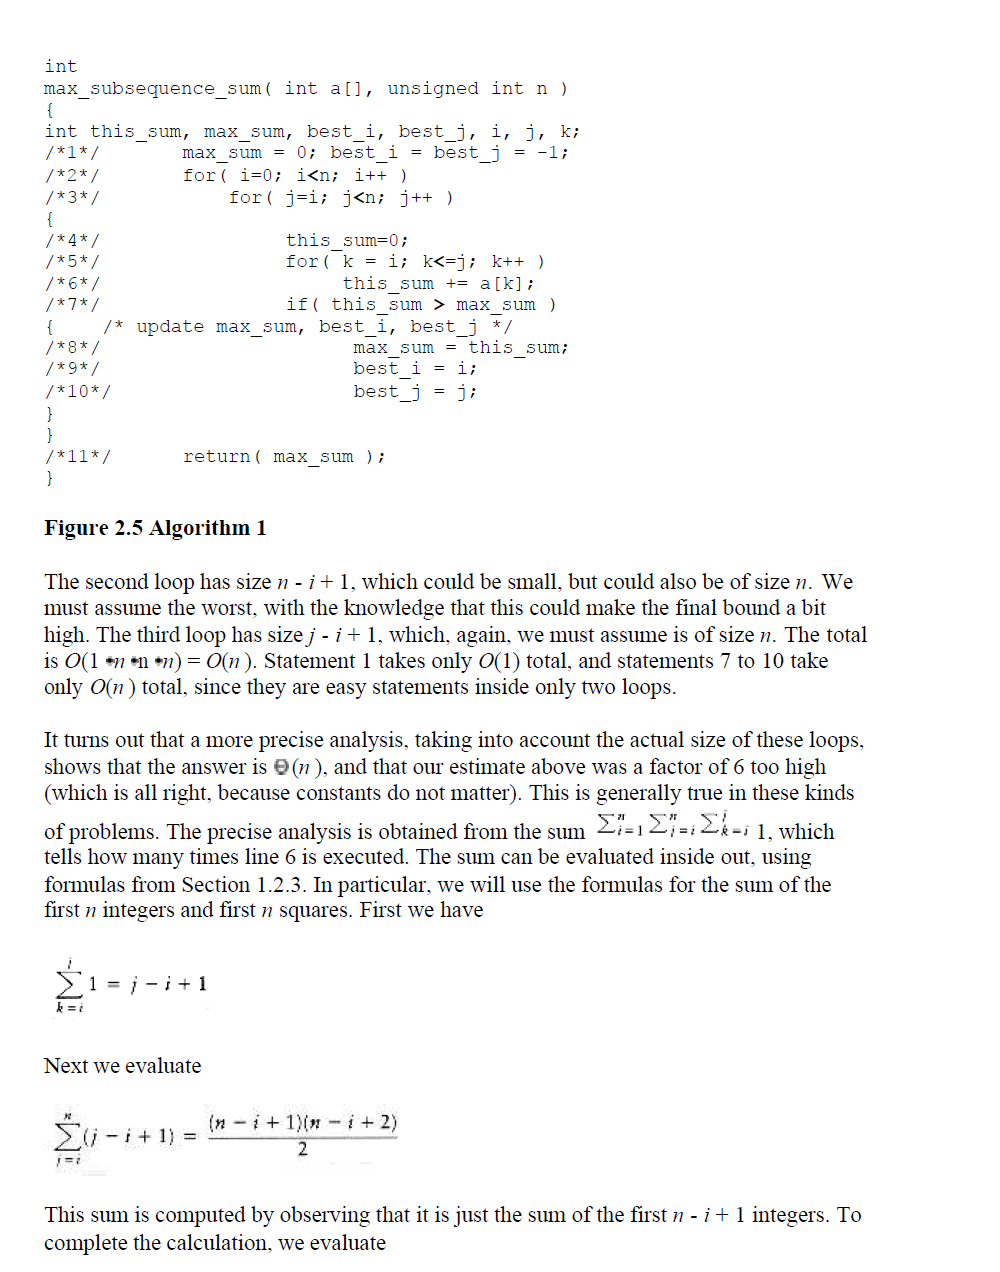 int
max_subsequence_sum( int a[], unsigned int n )
{
int this_sum, max_sum, best_i, best_j, i, j, k;
/*1*/ max_sum = 0; best_i = best_j = -1;
/*2*/ for( i=0; i<n; i++ )
/*3*/ for( j=i; j<n; j++ )
{
/*4*/ this_sum=0;
/*5*/ for( k = i; k<=j; k++ )
/*6*/ this_sum += a[k];
/*7*/ if( this_sum > max_sum )
{ /* update max_sum, best_i, best_j */
/*8*/ max_sum = this_sum;
/*9*/ best_i = i;
/*10*/ best_j = j;
}
}
/*11*/ return( max_sum );
}
Figure 2.5 Algorithm 1
The second loop has size n - i + 1, which could be small, but could also be of size n. We
must assume the worst, with the knowledge that this could make the final bound a bit
high. The third loop has size j - i + 1, which, again, we must assume is of size n. The total
is O(1 •n •n •n) = O(n ). Statement 1 takes only O(1) total, and statements 7 to 10 take
only O(n ) total, since they are easy statements inside only two loops.
It turns out that a more precise analysis, taking into account the actual size of these loops,
shows that the answer is Θ(n ), and that our estimate above was a factor of 6 too high
(which is all right, because constants do not matter). This is generally true in these kinds
of problems. The precise analysis is obtained from the sum ∑ⁿᵢ₌₁ ∑ⁿⱼ₌ᵢ ∑ʲₖ₌ᵢ 1, which
tells how many times line 6 is executed. The sum can be evaluated inside out, using
formulas from Section 1.2.3. In particular, we will use the formulas for the sum of the
first n integers and first n squares. First we have
j
∑ 1 = j − i + 1
k=i
Next we evaluate
n
∑ (j − i + 1) = (n − i + 1)(n − i + 2) / 2
j=i
This sum is computed by observing that it is just the sum of the first n - i + 1 integers. To
complete the calculation, we evaluate